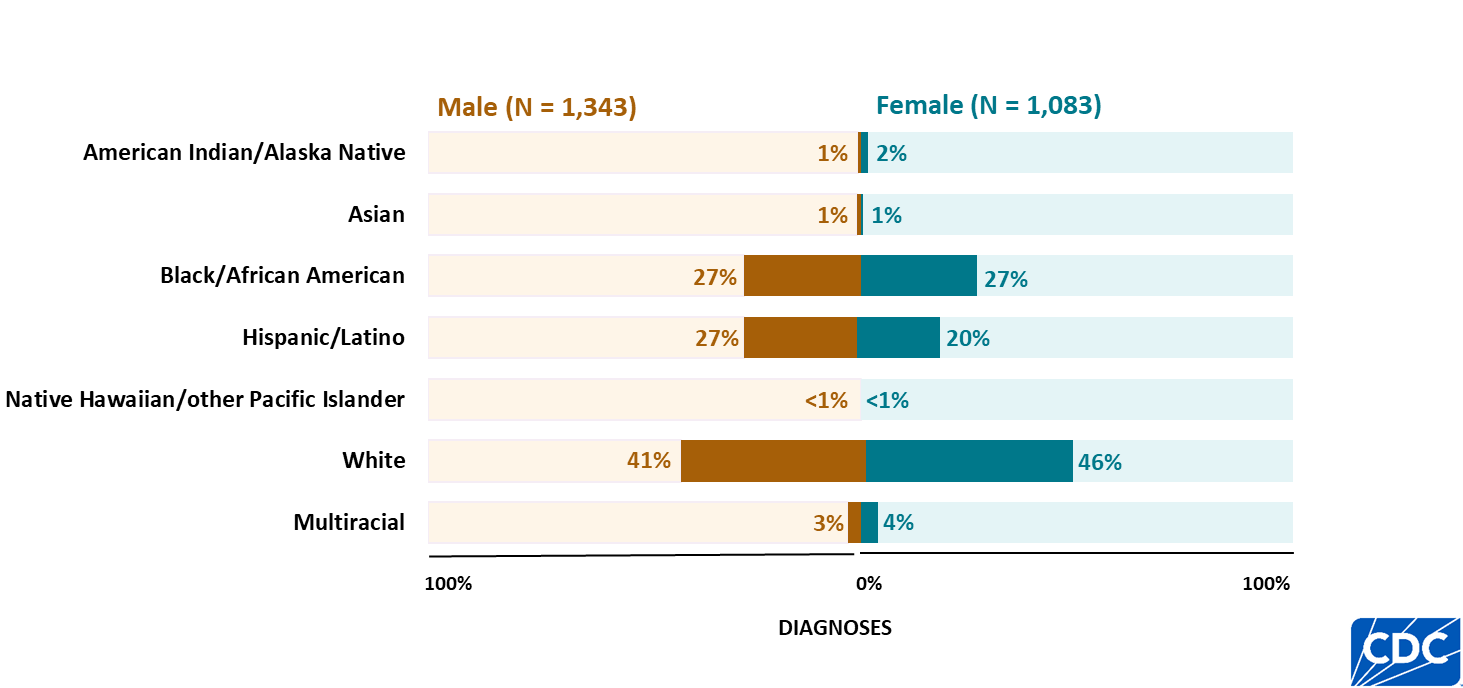 Male (N = 1,343)
Female (N = 1,083)
American Indian/Alaska Native 1% 2%
Asian 1% 1%
Black/African American 27% 27%
Hispanic/Latino 27% 20%
Native Hawaiian/other Pacific Islander <1% <1%
White 41% 46%
Multiracial 3% 4%
100% 0% 100%
DIAGNOSES
CDC